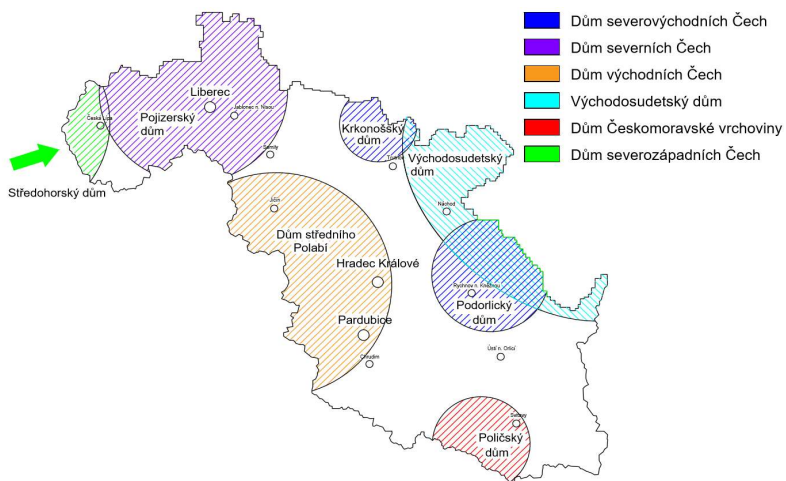 Dům severovýchodních Čech
Dům severních Čech
Dům východních Čech
Východosudetský dům
Dům Českomoravské vrchoviny
Dům severozápadních Čech
Liberec
Jablonec n. Nisou
Česká Lípa
Pojizerský
dům
Semily
Středohorský dům
Krkonošský
dům
Trutnov
Východosudetský
dům
Náchod
Jičín
Dům středního
Polabí
Hradec Králové
Rychnov n. Kněžnou
Podorlický
dům
Pardubice
Chrudim
Ústí n. Orlicí
Svitavy
Poličský
dům